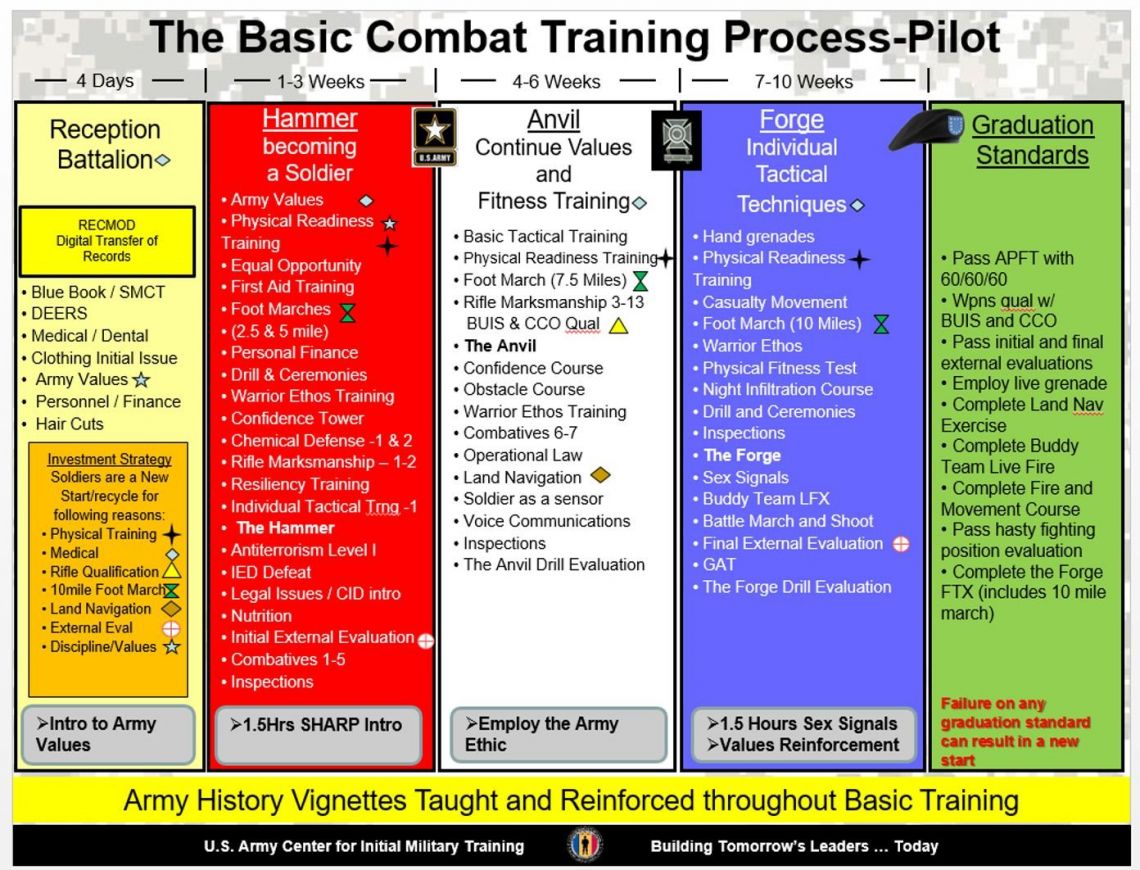 The Basic Combat Training Process-Pilot
4 Days
1-3 Weeks
4-6 Weeks
7-10 Weeks
Reception
Battalion
RECMOD
Digital Transfer of
Records
• Blue Book / SMCT
• DEERS
• Medical / Dental
• Clothing Initial Issue
• Army Values
• Personnel / Finance
• Hair Cuts
Investment Strategy
Soldiers are a New
Start/recycle for
following reasons:
• Physical Training
• Medical
• Rifle Qualification
• 10mile Foot March
• Land Navigation
• External Eval
• Discipline/Values
➢Intro to Army
Values
Hammer
becoming
a Soldier
• Army Values
• Physical Readiness
Training
• Equal Opportunity
• First Aid Training
• Foot Marches
• (2.5 & 5 mile)
• Personal Finance
• Drill & Ceremonies
• Warrior Ethos Training
• Confidence Tower
• Chemical Defense -1 & 2
• Rifle Marksmanship – 1-2
• Resiliency Training
• Individual Tactical Trng -1
• The Hammer
• Antiterrorism Level I
• IED Defeat
• Legal Issues / CID intro
• Nutrition
• Initial External Evaluation
• Combatives 1-5
• Inspections
➢1.5Hrs SHARP Intro
U.S.ARMY
Anvil
Continue Values
and
Fitness Training
• Basic Tactical Training
• Physical Readiness Training
• Foot March (7.5 Miles)
• Rifle Marksmanship 3-13
BUIS & CCO Qual
• The Anvil
• Confidence Course
• Obstacle Course
• Warrior Ethos Training
• Combatives 6-7
• Operational Law
• Land Navigation
• Soldier as a sensor
• Voice Communications
• Inspections
• The Anvil Drill Evaluation
➢Employ the Army
Ethic
Forge
Individual
Tactical
Techniques
• Hand grenades
• Physical Readiness
Training
• Casualty Movement
• Foot March (10 Miles)
• Warrior Ethos
• Physical Fitness Test
• Night Infiltration Course
• Drill and Ceremonies
• Inspections
• The Forge
• Sex Signals
• Buddy Team LFX
• Battle March and Shoot
• Final External Evaluation
• GAT
• The Forge Drill Evaluation
➢1.5 Hours Sex Signals
➢Values Reinforcement
Graduation
Standards
• Pass APFT with
60/60/60
• Wpns qual w/
BUIS and CCO
• Pass initial and final
external evaluations
• Employ live grenade
• Complete Land Nav
Exercise
• Complete Buddy
Team Live Fire
• Complete Fire and
Movement Course
• Pass hasty fighting
position evaluation
• Complete the Forge
FTX (includes 10 mile
march)
Failure on any
graduation standard
can result in a new
start
Army History Vignettes Taught and Reinforced throughout Basic Training
U.S. Army Center for Initial Military Training
Building Tomorrow's Leaders … Today